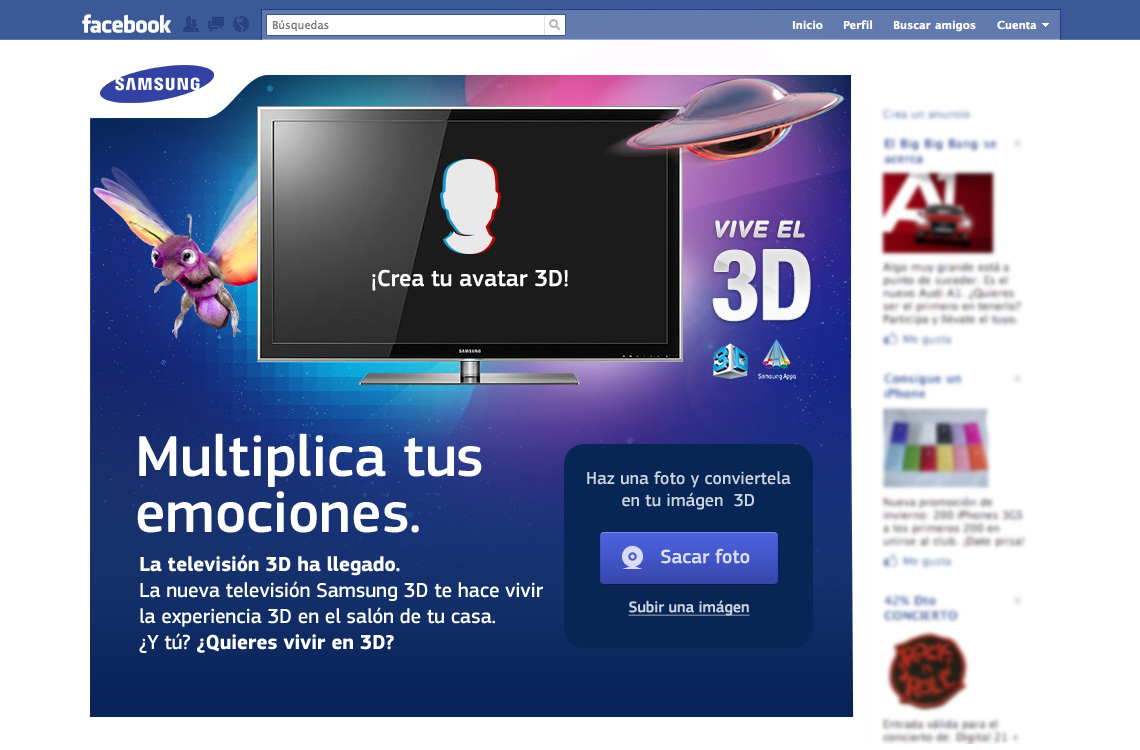 facebook
Búsquedas
Inicio Perfil Buscar amigos Cuenta
SAMSUNG
¡Crea tu avatar 3D!
SAMSUNG
VIVE EL
3D
3D
Samsung Apps
Multiplica tus
emociones.
La televisión 3D ha llegado.
La nueva televisión Samsung 3D te hace vivir
la experiencia 3D en el salón de tu casa.
¿Y tú? ¿Quieres vivir en 3D?
Haz una foto y conviertela
en tu imágen 3D
Sacar foto
Subir una imágen
Crea un anuncio
El Big Big Bang se
acerca
A1
Algo muy grande está a
punto de suceder. Es el
nuevo Audi A1. ¿Quieres
ser el primero en tenerlo?
Participa y llévate el tuyo.
Me gusta
Consigue un
iPhone
Nueva promoción de
invierno: 200 iPhones 3GS
a los primeros 200 en
unirse al club. ¡Date prisa!
Me gusta
42% Dto
CONCIERTO
ROCK
N
ROLL
Entrada válida para el
concierto de: Digital 21 +